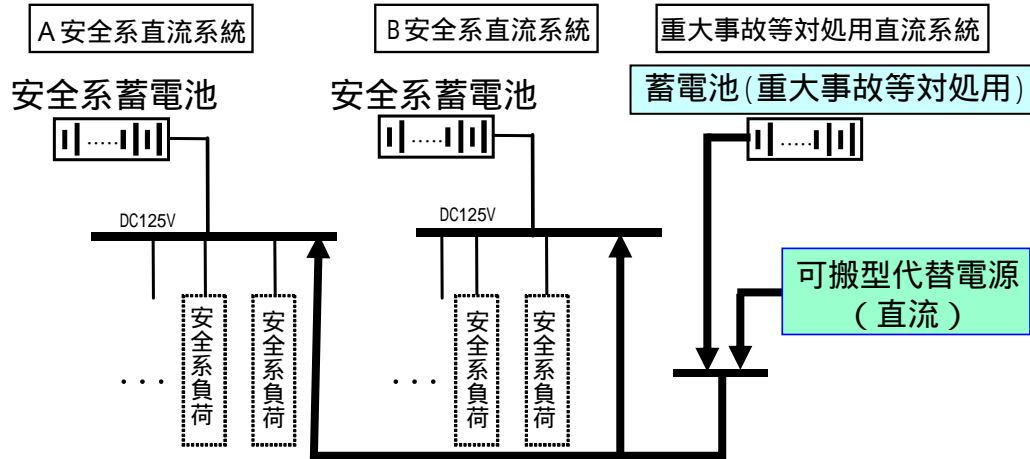 A安全系直流系統
B安全系直流系統
重大事故等対処用直流系統
安全系蓄電池
安全系蓄電池
蓄電池(重大事故等対処用)
.....
.....
.....
DC125V
DC125V
可搬型代替電源
(直流)
安全系負荷
安全系負荷
安全系負荷
安全系負荷
・・・
・・・